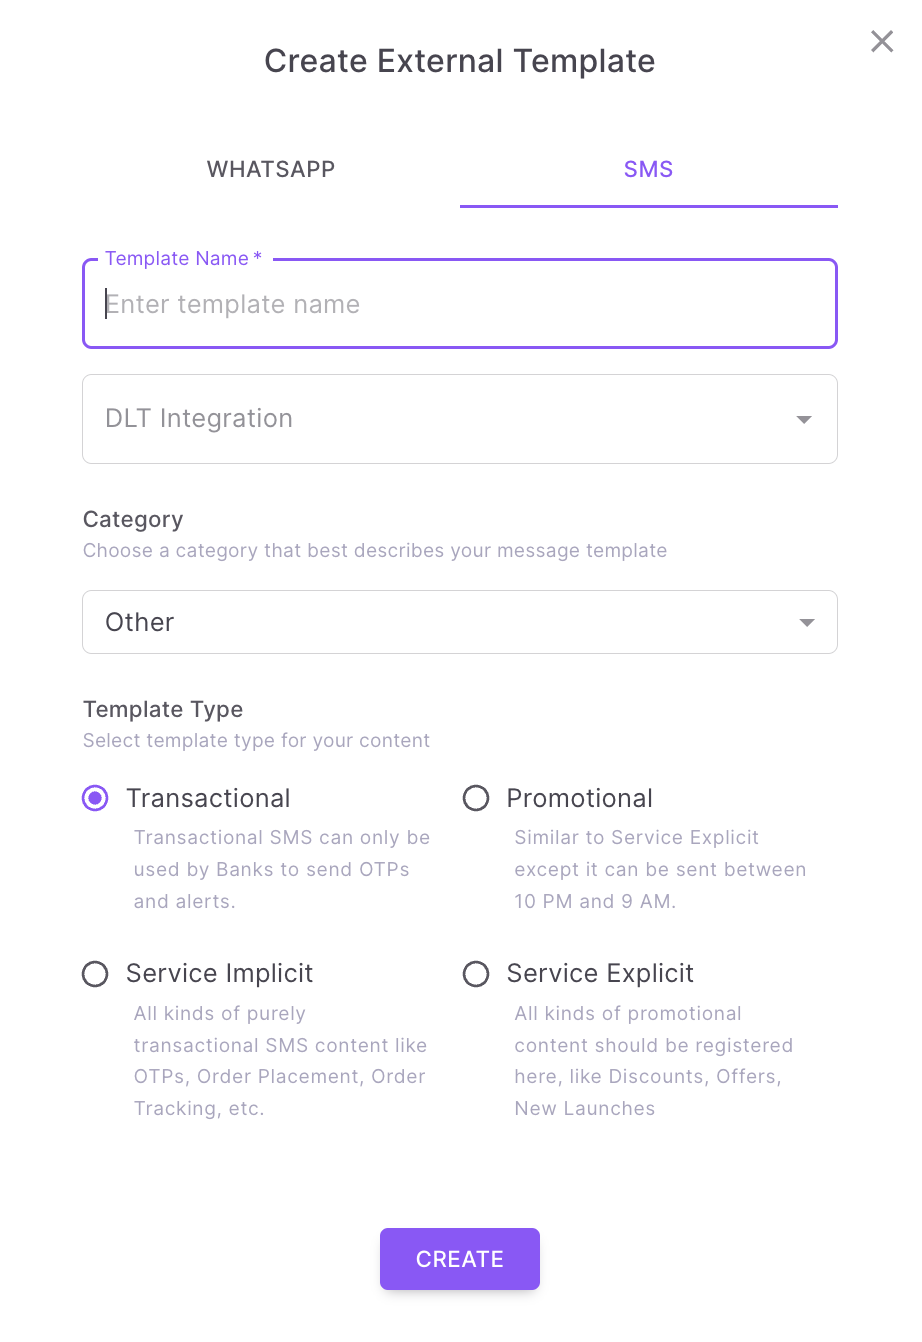 Create External Template
WHATSAPP
SMS
Template Name *
Enter template name
DLT Integration
Category
Choose a category that best describes your message template
Other
Template Type
Select template type for your content
Transactional
Transactional SMS can only be
used by Banks to send OTPs
and alerts.
Promotional
Similar to Service Explicit
except it can be sent between
10 PM and 9 AM.
Service Implicit
All kinds of purely
transactional SMS content like
OTPs, Order Placement, Order
Tracking, etc.
Service Explicit
All kinds of promotional
content should be registered
here, like Discounts, Offers,
New Launches
CREATE